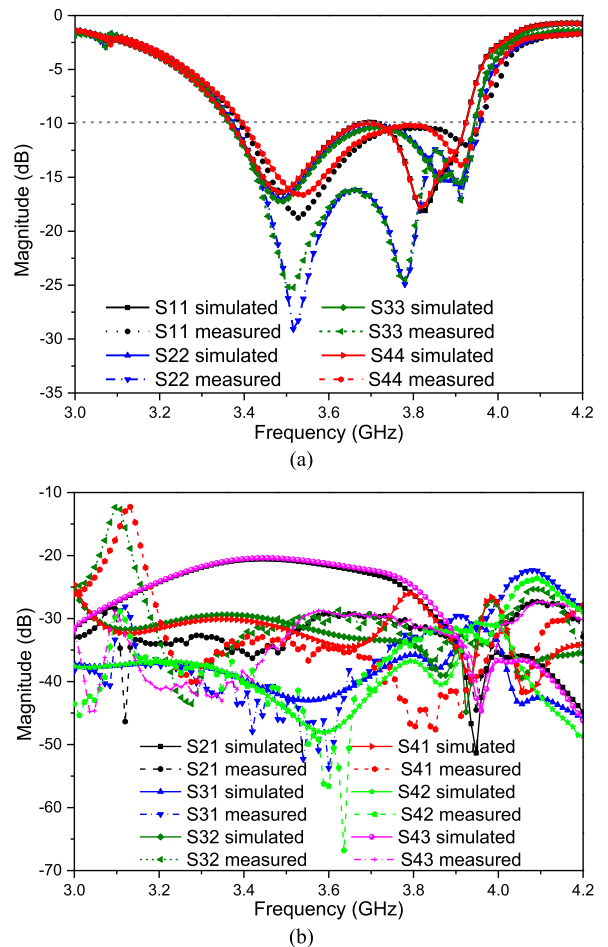 0
-5
-10
-15
-20
-25
-30
-35
Magnitude (dB)
S11 simulated
S11 measured
S22 simulated
S22 measured
S33 simulated
S33 measured
S44 simulated
S44 measured
3.0 3.2 3.4 3.6 3.8 4.0 4.2
Frequency (GHz)
(a)
-10
-20
-30
-40
-50
-60
-70
Magnitude (dB)
S21 simulated
S21 measured
S31 simulated
S31 measured
S32 simulated
S32 measured
S41 simulated
S41 measured
S42 simulated
S42 measured
S43 simulated
S43 measured
3.0 3.2 3.4 3.6 3.8 4.0 4.2
Frequency (GHz)
(b)